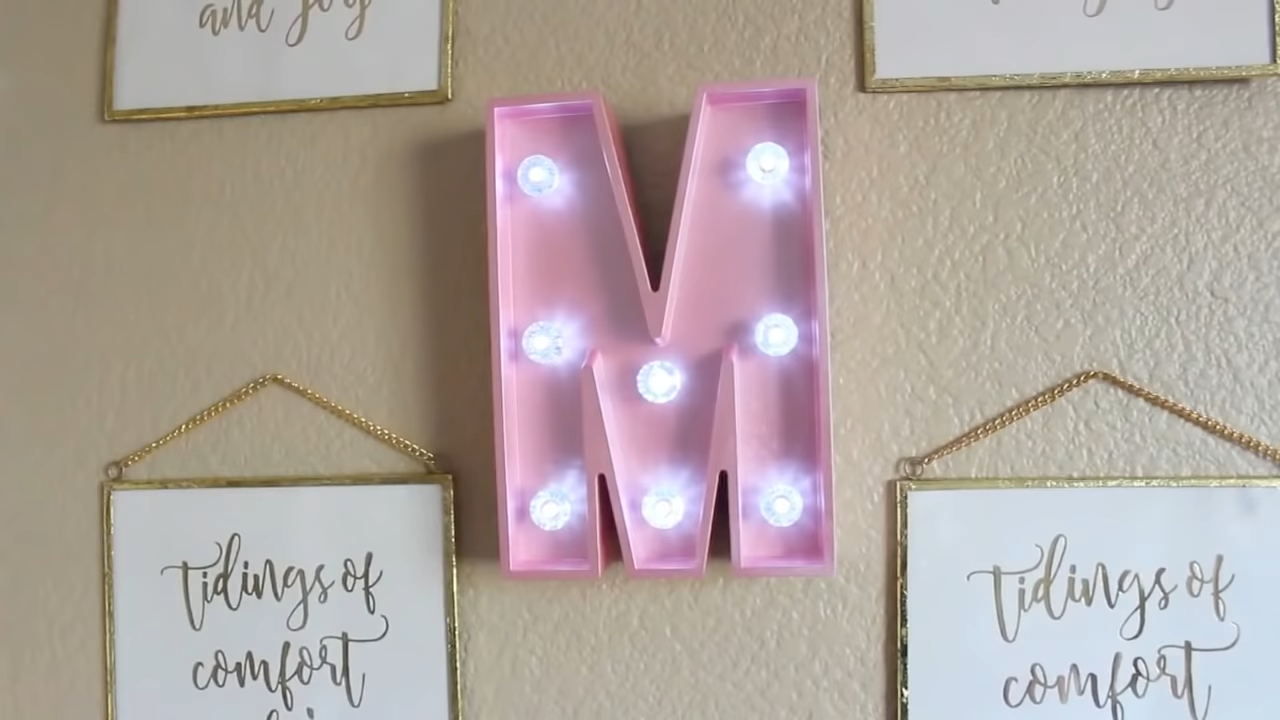 and joy
M
tidings of
comfort
tidings of
comfort